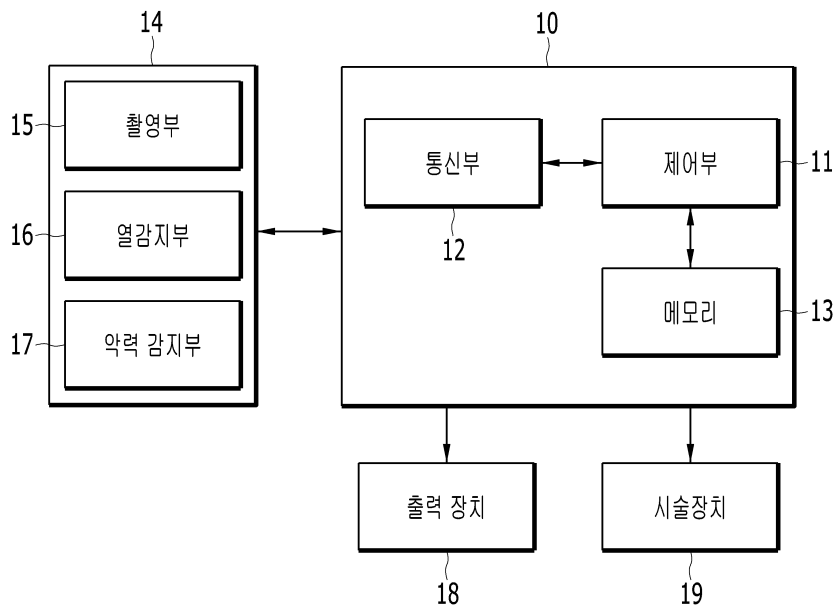 14
10
15
촬영부
통신부
제어부
11
16
열감지부
12
17
악력 감지부
메모리
13
출력 장치
시술장치
18
19